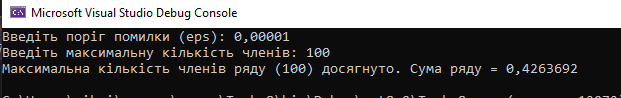 Microsoft Visual Studio Debug Console
Введіть поріг помилки (eps): 0,00001
Введіть максимальну кількість членів: 100
Максимальна кількість членів ряду (100) досягнуто. Сума ряду = 0,4263692